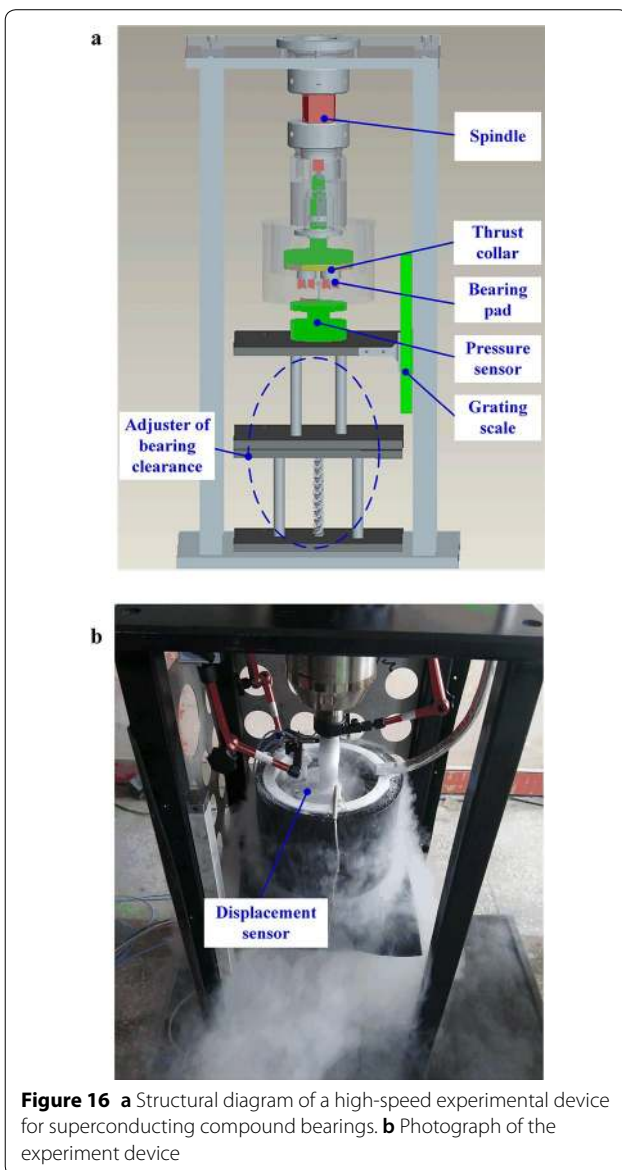 a
Spindle
Thrust
collar
Bearing
pad
Pressure
sensor
Grating
scale
Adjuster of
bearing
clearance
b
Displacement
sensor
Figure 16 a Structural diagram of a high-speed experimental device
for superconducting compound bearings. b Photograph of the
experiment device